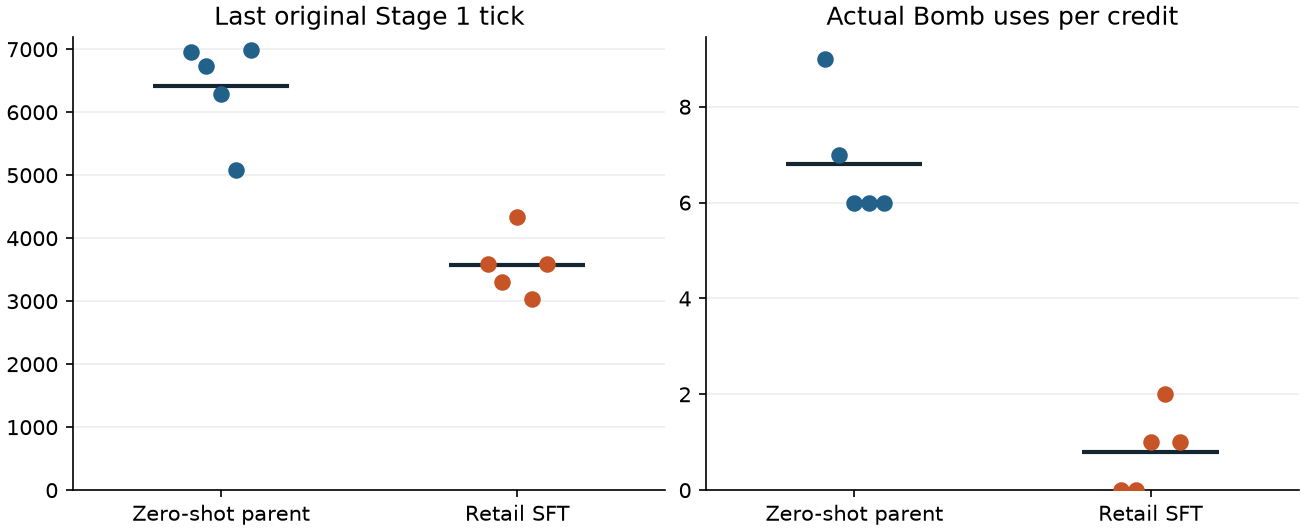 Last original Stage 1 tick
7000
6000
5000
4000
3000
2000
1000
0
Zero-shot parent
Retail SFT
Actual Bomb uses per credit
8
6
4
2
0
Zero-shot parent
Retail SFT